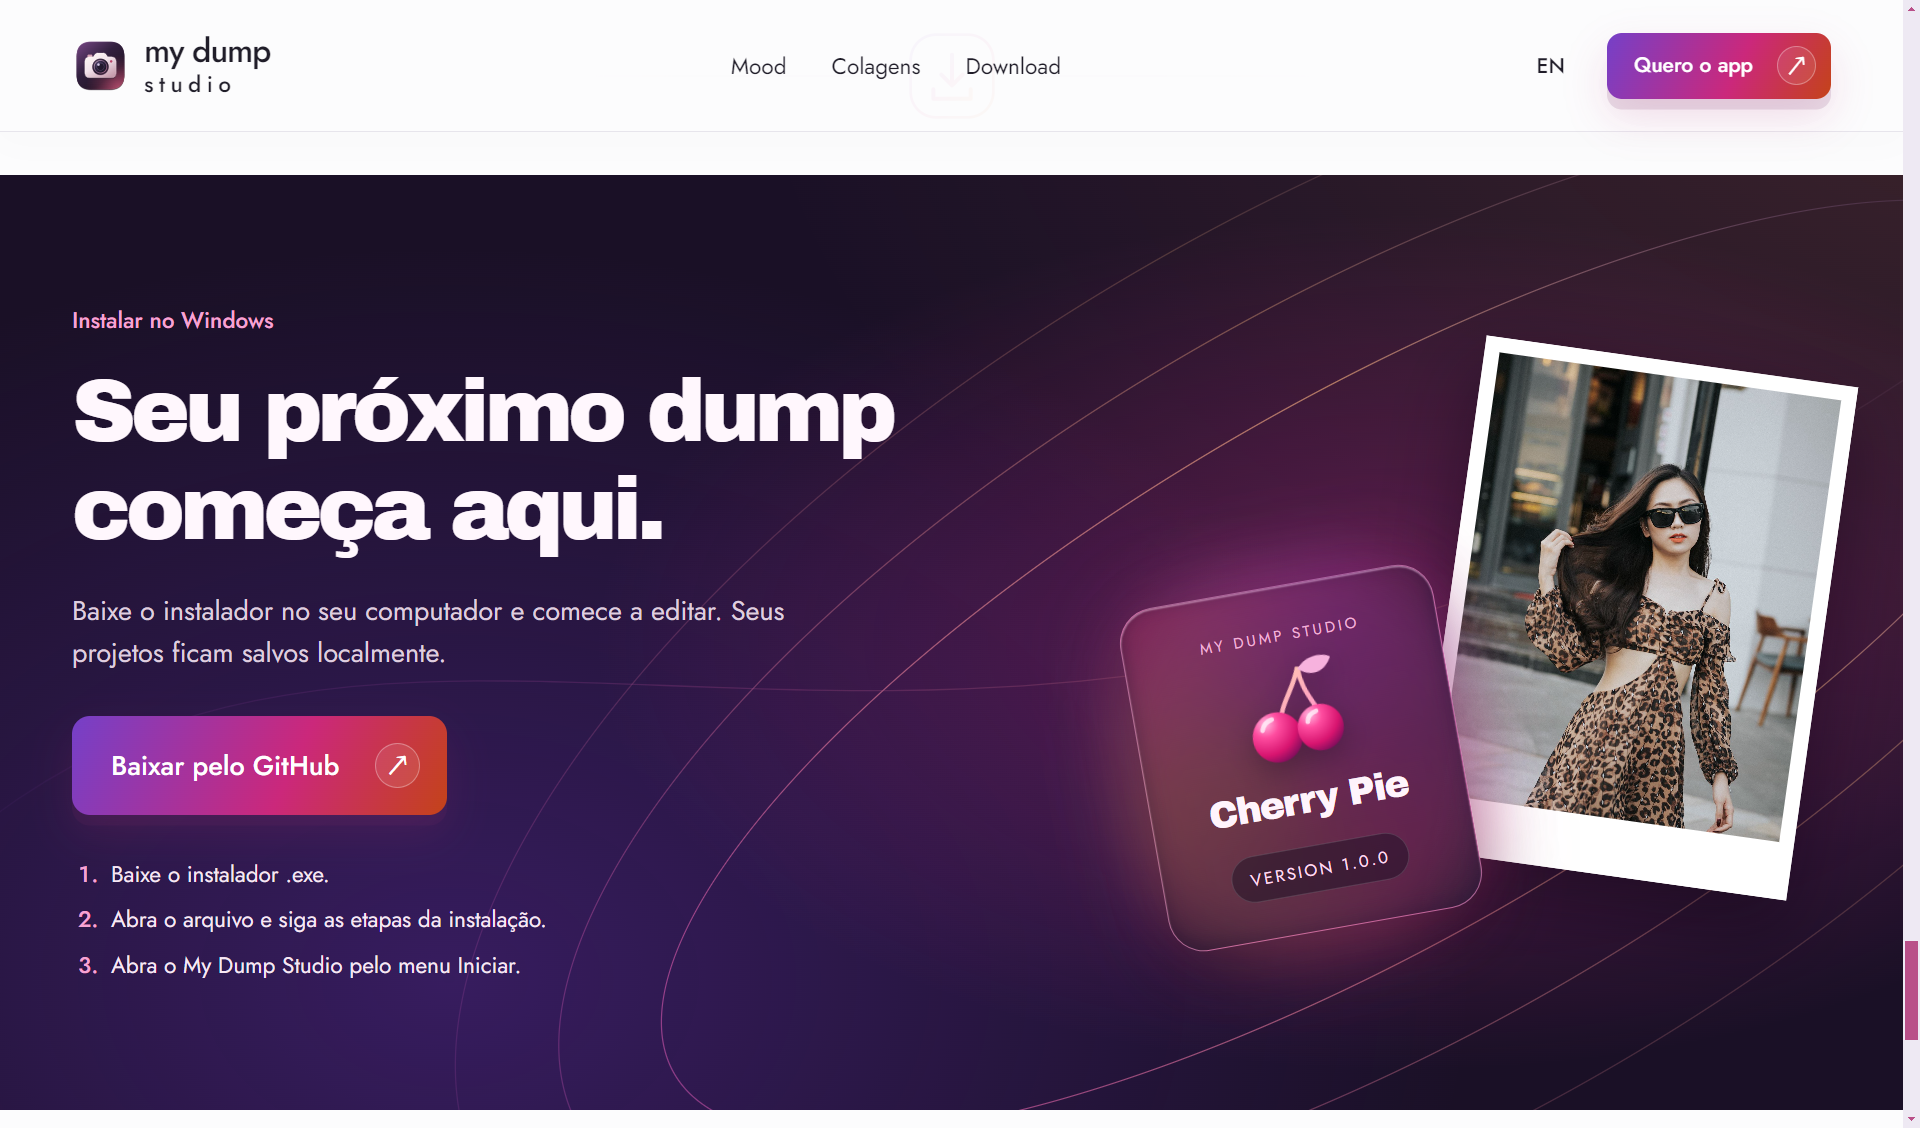 my dump
studio
Mood
Colagens
Download
EN
Quero o app
Instalar no Windows
Seu próximo dump
começa aqui.
Baixe o instalador no seu computador e comece a editar. Seus
projetos ficam salvos localmente.
Baixar pelo GitHub
1. Baixe o instalador .exe.
2. Abra o arquivo e siga as etapas da instalação.
3. Abra o My Dump Studio pelo menu Iniciar.
MY DUMP STUDIO
Cherry Pie
VERSION 1.0.0